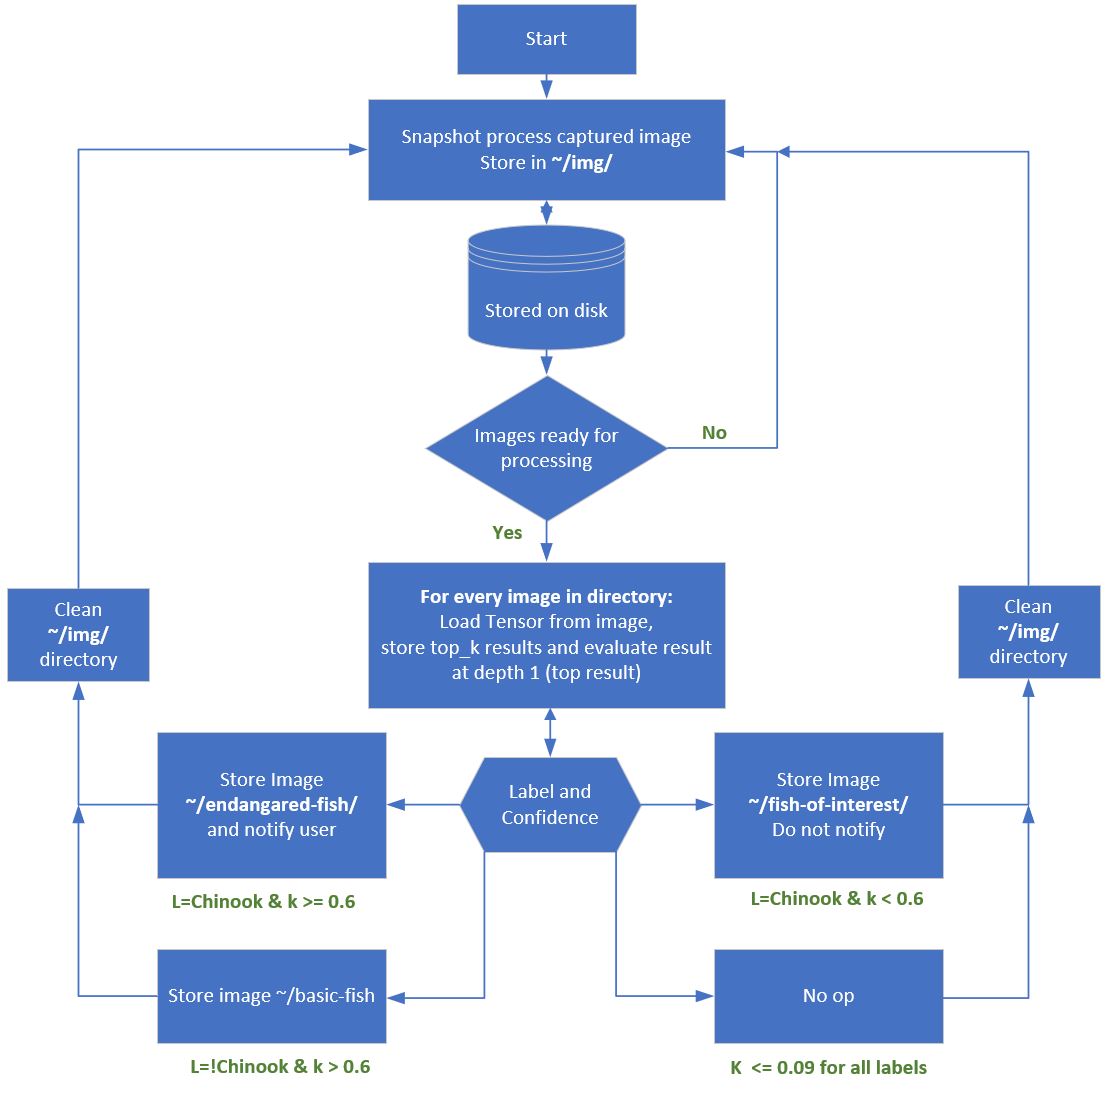 Start
Snapshot process captured image
Store in ~/img/
Stored on disk
Images ready for
processing
No
Yes
For every image in directory:
Load Tensor from image,
store top_k results and evaluate result
at depth 1 (top result)
Clean
~/img/
directory
Clean
~/img/
directory
Store Image
~/endangared-fish/
and notify user
Label and
Confidence
Store Image
~/fish-of-interest/
Do not notify
L=Chinook & k >= 0.6
L=Chinook & k < 0.6
Store image ~/basic-fish
No op
L=!Chinook & k > 0.6
K <= 0.09 for all labels